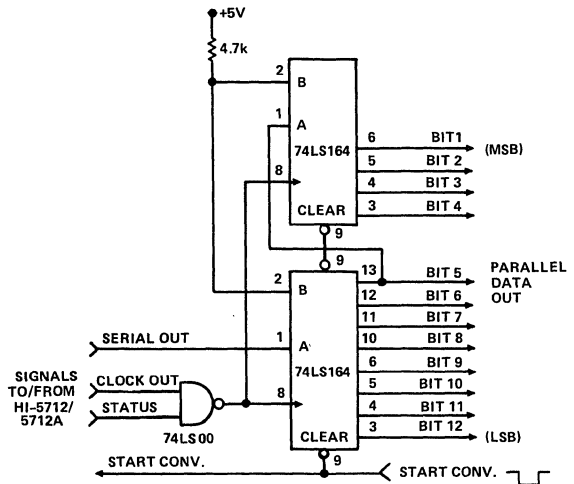 +5V
4.7k
2
B
1
A
74LS164
6
BIT1
(MSB)
5
BIT 2
8
4
BIT 3
3
BIT 4
CLEAR
9
9
13
BIT 5
PARALLEL
DATA
OUT
2
B
12
BIT 6
11
BIT 7
SERIAL OUT
1
A
10
BIT 8
74LS164
6
BIT 9
SIGNALS
TO/FROM
HI-5712/
5712A
CLOCK OUT
STATUS
74LS00
8
5
BIT 10
4
BIT 11
3
BIT 12
(LSB)
CLEAR
9
START CONV.
START CONV.